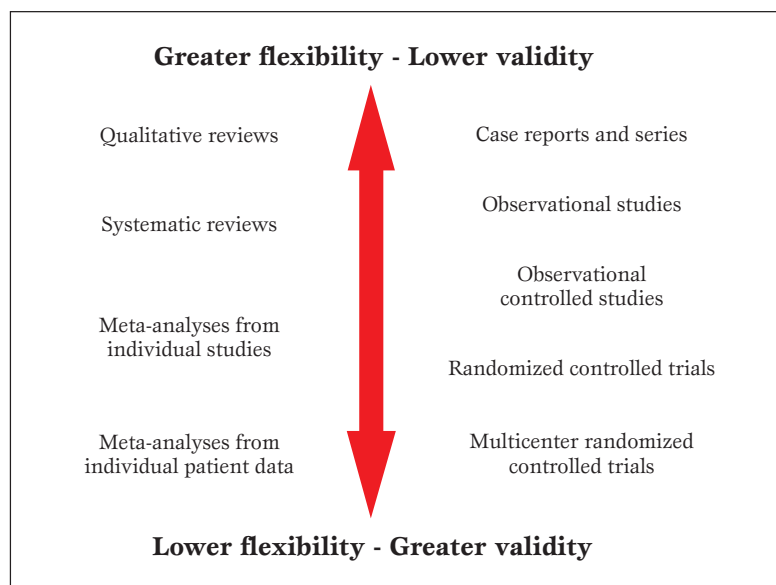 Greater flexibility - Lower validity
Qualitative reviews
Systematic reviews
Meta-analyses from
individual studies
Meta-analyses from
individual patient data
Case reports and series
Observational studies
Observational
controlled studies
Randomized controlled trials
Multicenter randomized
controlled trials
Lower flexibility - Greater validity